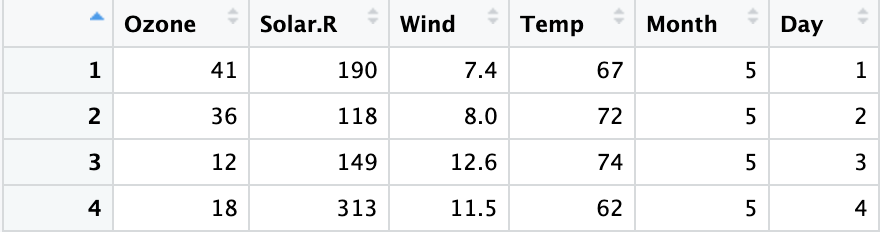 Ozone Solar.R Wind Temp Month Day
1 41 190 7.4 67 5 1
2 36 118 8.0 72 5 2
3 12 149 12.6 74 5 3
4 18 313 11.5 62 5 4